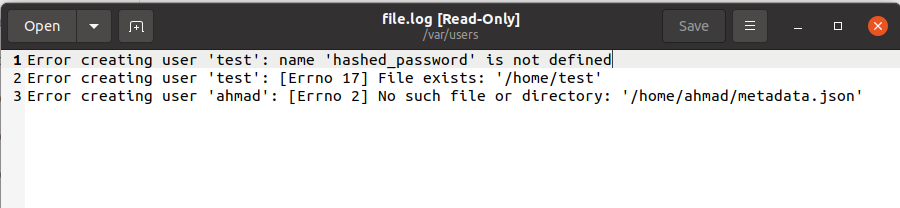 Open
file.log [Read-Only]
/var/users
Save
1 Error creating user 'test': name 'hashed_password' is not defined
2 Error creating user 'test': [Errno 17] File exists: '/home/test'
3 Error creating user 'ahmad': [Errno 2] No such file or directory: '/home/ahmad/metadata.json'